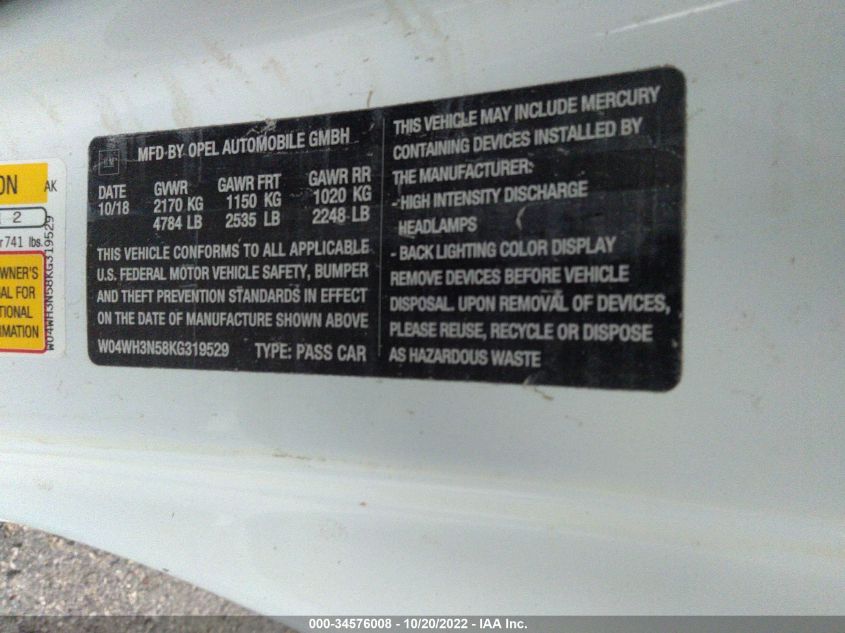 ON
AK
2
741 lbs.
WNER'S
AL FOR
TIONAL
RMATION
W04WH3N58KG319529
GM
MFD BY OPEL AUTOMOBILE GMBH
DATE GVWR GAWR FRT GAWR RR
10/18 2170 KG 1150 KG 1020 KG
4784 LB 2535 LB 2248 LB
THIS VEHICLE CONFORMS TO ALL APPLICABLE
U.S. FEDERAL MOTOR VEHICLE SAFETY, BUMPER
AND THEFT PREVENTION STANDARDS IN EFFECT
ON THE DATE OF MANUFACTURE SHOWN ABOVE
W04WH3N58KG319529 TYPE: PASS CAR
THIS VEHICLE MAY INCLUDE MERCURY
CONTAINING DEVICES INSTALLED BY
THE MANUFACTURER:
- HIGH INTENSITY DISCHARGE
HEADLAMPS
- BACK LIGHTING COLOR DISPLAY
REMOVE DEVICES BEFORE VEHICLE
DISPOSAL. UPON REMOVAL OF DEVICES,
PLEASE REUSE, RECYCLE OR DISPOSE
AS HAZARDOUS WASTE
000-34576008 - 10/20/2022 - IAA Inc.